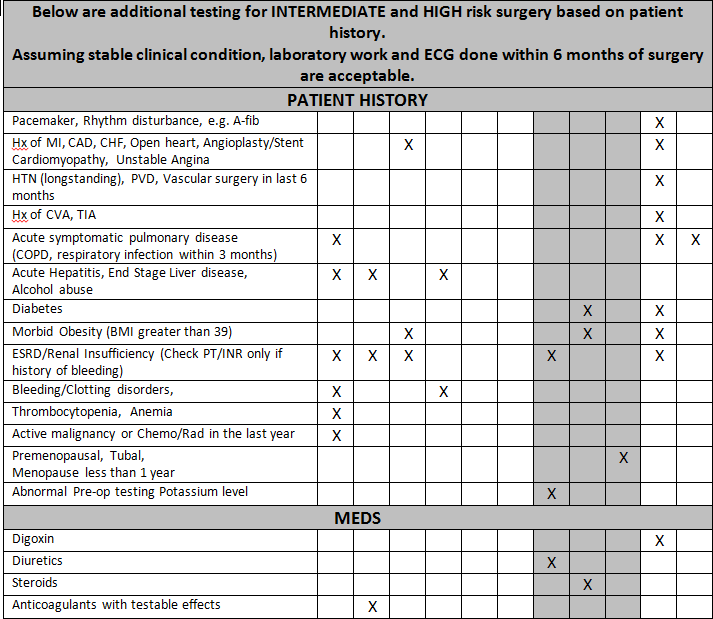 Below are additional testing for INTERMEDIATE and HIGH risk surgery based on patient
history.
Assuming stable clinical condition, laboratory work and ECG done within 6 months of surgery
are acceptable.
PATIENT HISTORY
Pacemaker, Rhythm disturbance, e.g. A-fib X
Hx of MI, CAD, CHF, Open heart, Angioplasty/Stent X X
Cardiomyopathy, Unstable Angina
HTN (longstanding), PVD, Vascular surgery in last 6 X
months
Hx of CVA, TIA X
Acute symptomatic pulmonary disease X X X
(COPD, respiratory infection within 3 months)
Acute Hepatitis, End Stage Liver disease, X X X
Alcohol abuse
Diabetes X X
Morbid Obesity (BMI greater than 39) X X X
ESRD/Renal Insufficiency (Check PT/INR only if X X X X X
history of bleeding)
Bleeding/Clotting disorders, X X
Thrombocytopenia, Anemia X
Active malignancy or Chemo/Rad in the last year X
Premenopausal, Tubal, X
Menopause less than 1 year
Abnormal Pre-op testing Potassium level X
MEDS
Digoxin X
Diuretics X
Steroids X
Anticoagulants with testable effects X